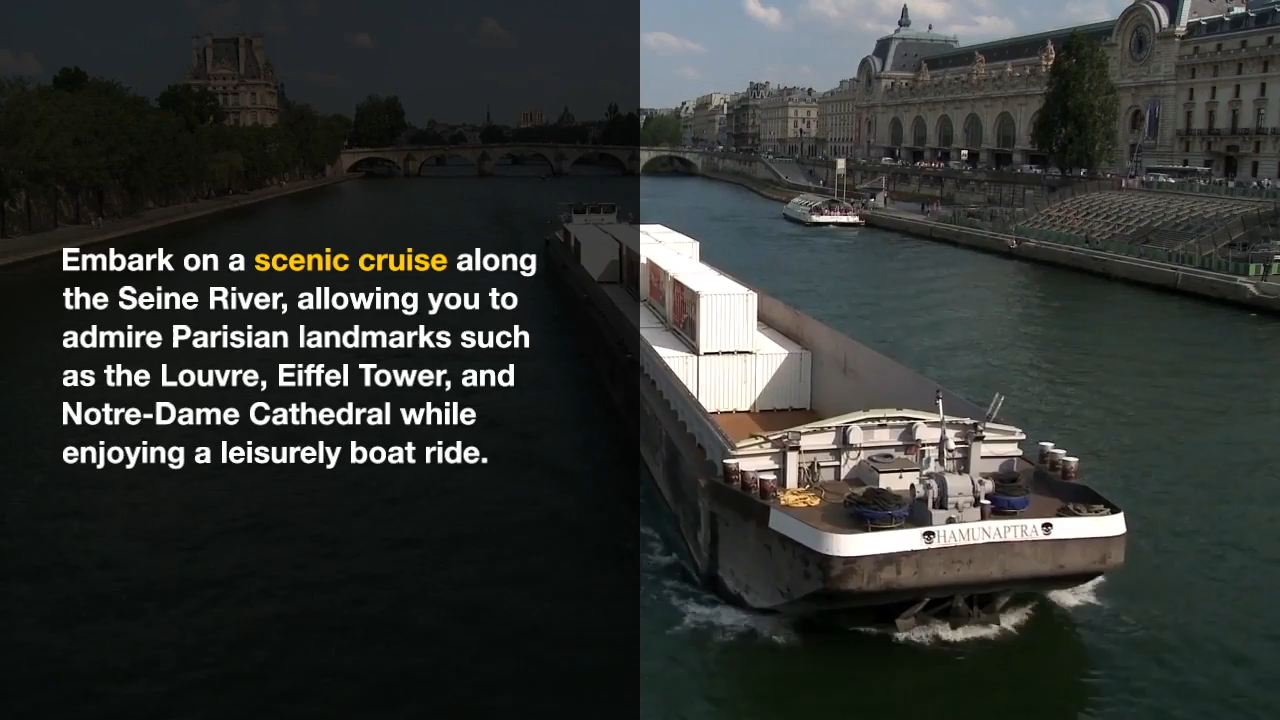 Embark on a scenic cruise along
the Seine River, allowing you to
admire Parisian landmarks such
as the Louvre, Eiffel Tower, and
Notre-Dame Cathedral while
enjoying a leisurely boat ride.
HAMUNAPTRA